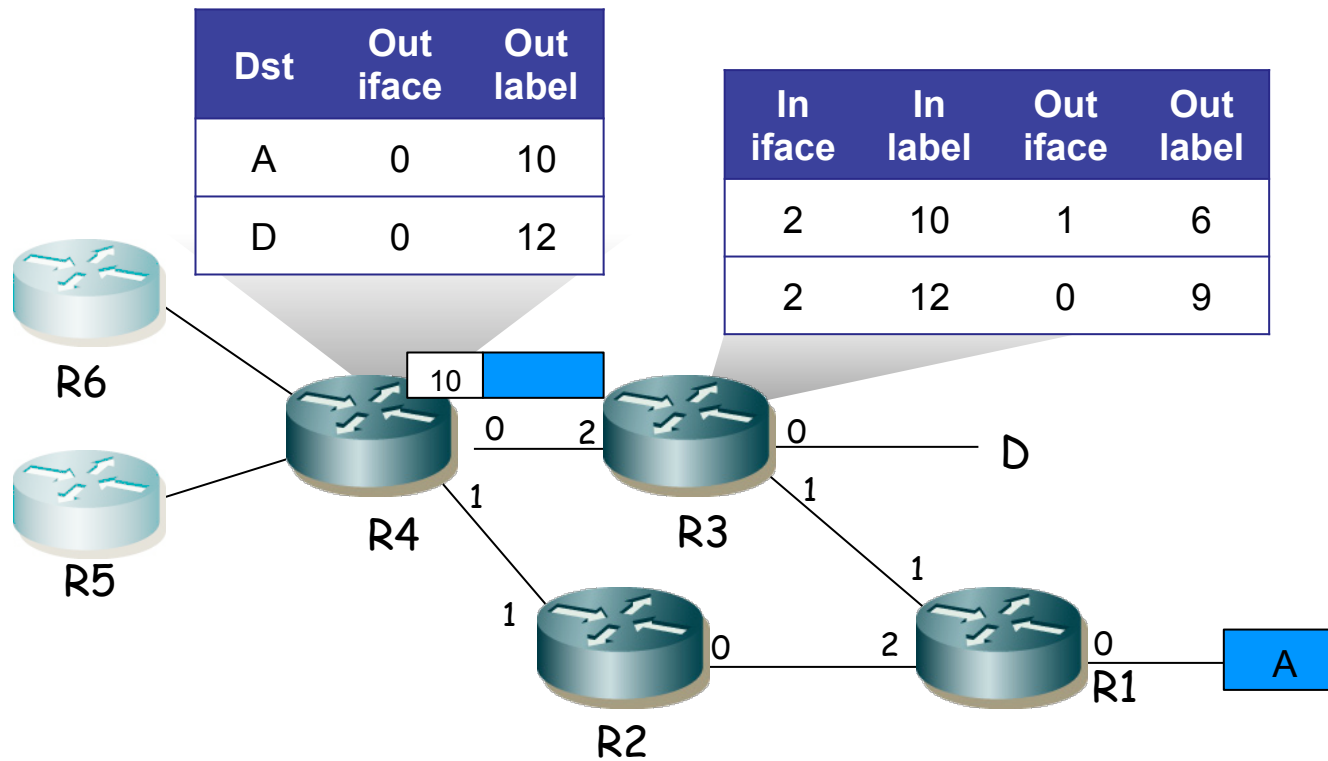 Dst Out iface Out label
A 0 10
D 0 12
In iface In label Out iface Out label
2 10 1 6
2 12 0 9
R6
10
0 2 0
D
R5
R4
1
R3
1
1
1
0 2 0
A
R1
R2